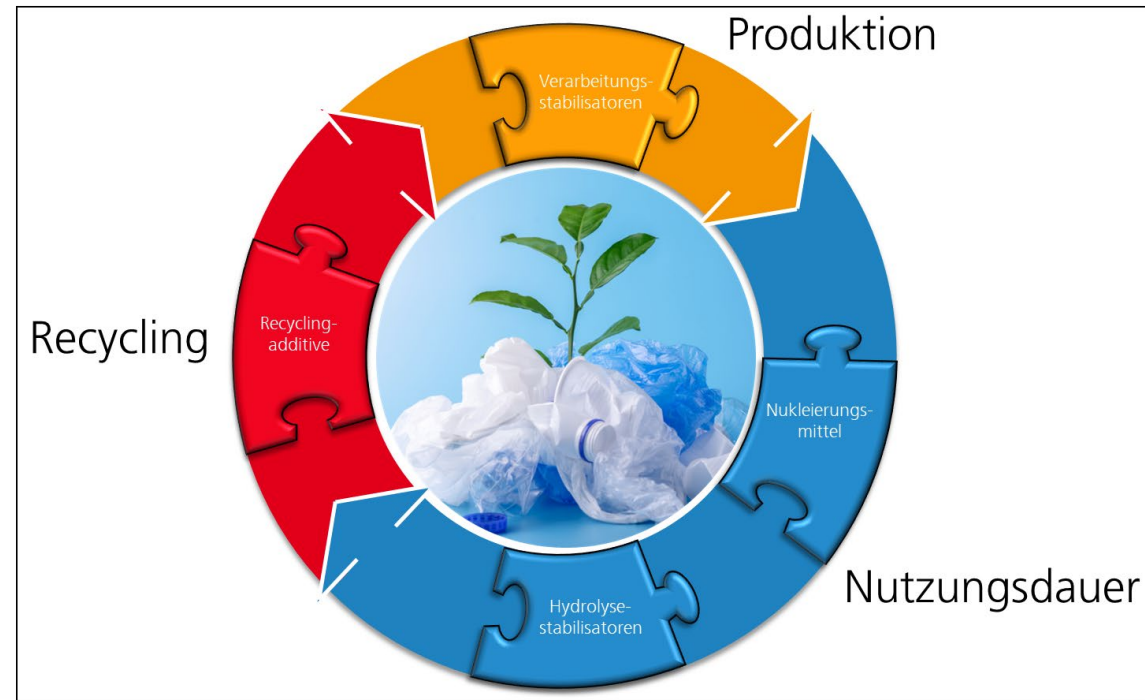 Produktion
Verarbeitungs-
stabilisatoren
Recycling
Recycling-
additive
Nukleierungs-
mittel
Nutzungsdauer
Hydrolyse-
stabilisatoren